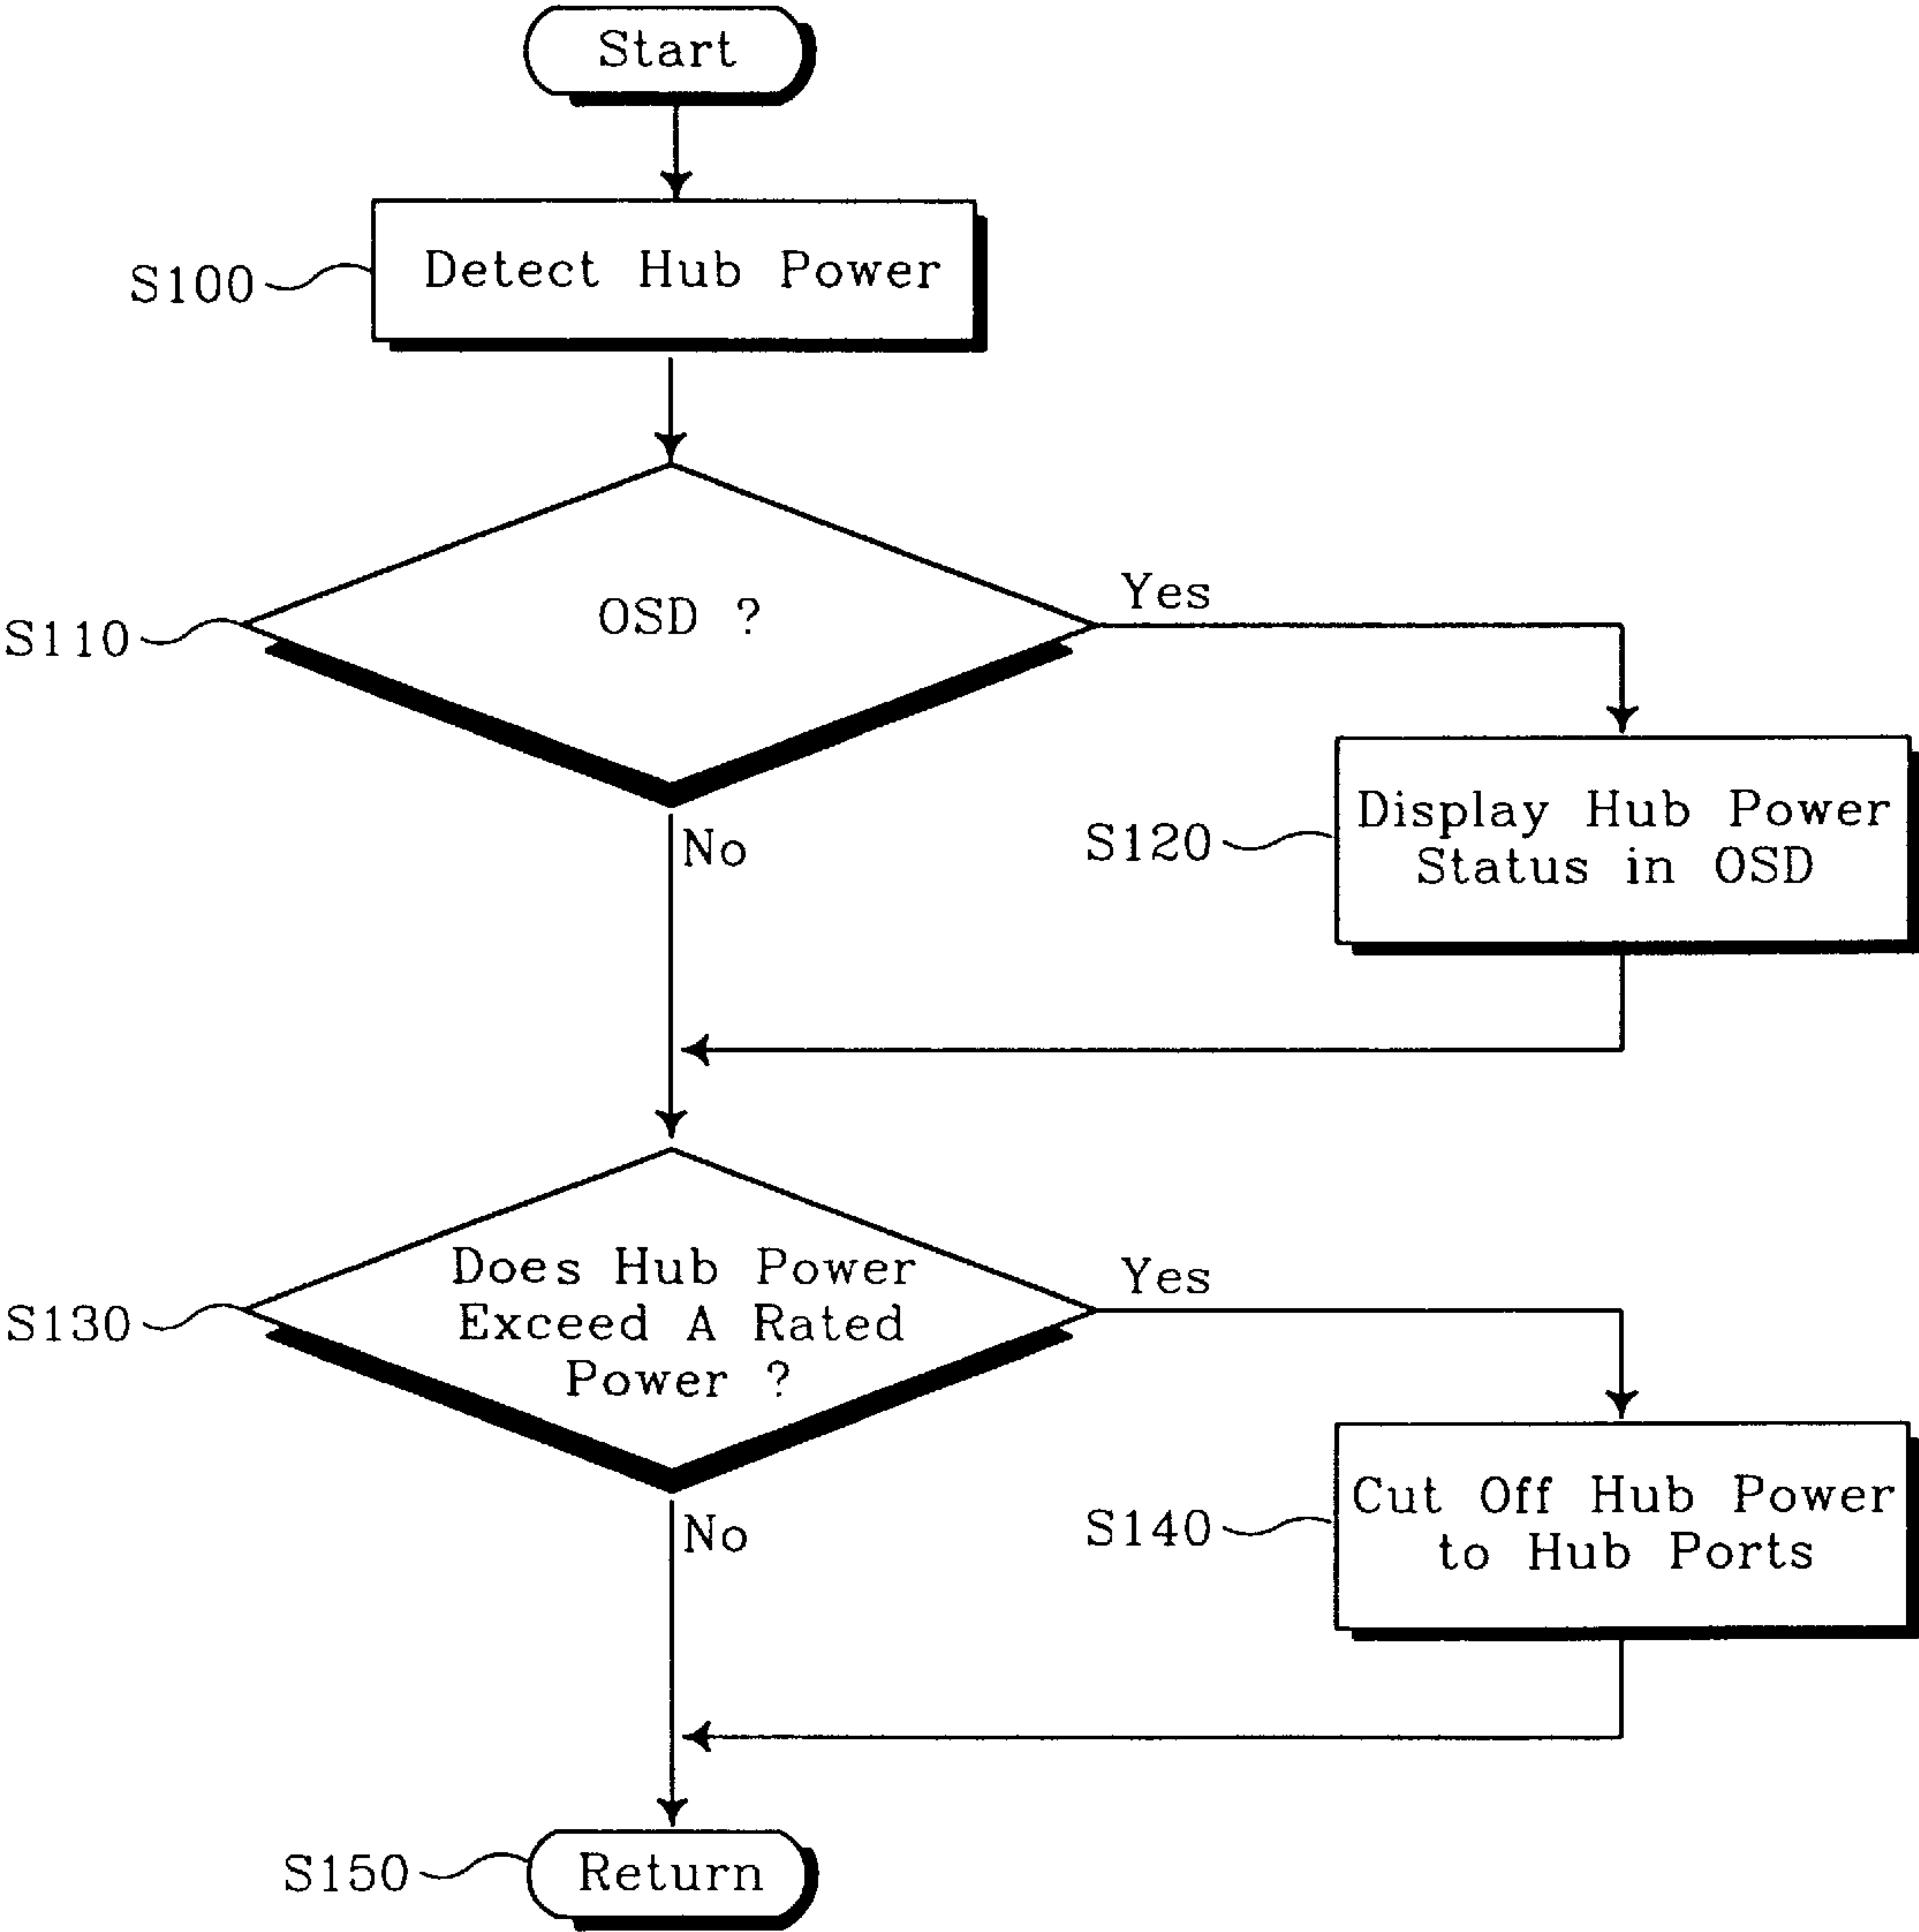 Start
S100
Detect Hub Power
S110
OSD ?
Yes
No
S120
Display Hub Power
Status in OSD
S130
Does Hub Power
Exceed A Rated
Power ?
Yes
No
S140
Cut Off Hub Power
to Hub Ports
S150
Return